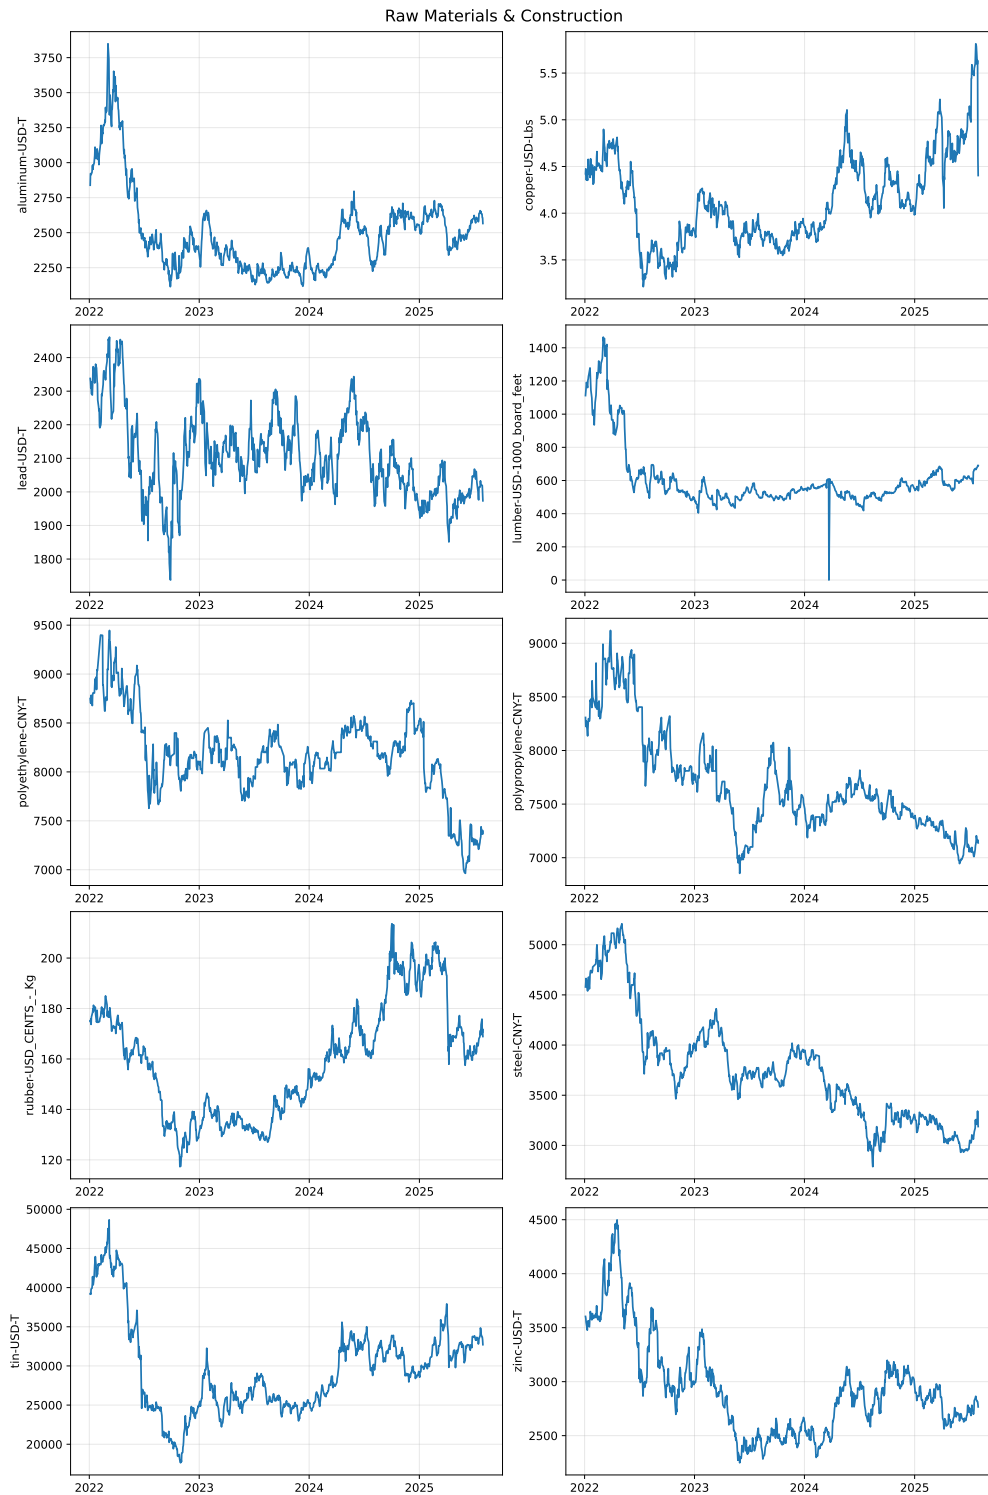 Raw Materials & Construction
aluminum-USD-T
3750
3500
3250
3000
2750
2500
2250
2022 2023 2024 2025
copper-USD-Lbs
5.5
5.0
4.5
4.0
3.5
2022 2023 2024 2025
lead-USD-T
2400
2300
2200
2100
2000
1900
1800
2022 2023 2024 2025
lumber-USD-1000_board_feet
1400
1200
1000
800
600
400
200
0
2022 2023 2024 2025
polyethylene-CNY-T
9500
9000
8500
8000
7500
7000
2022 2023 2024 2025
polypropylene-CNY-T
9000
8500
8000
7500
7000
2022 2023 2024 2025
rubber-USD_CENTS_-_Kg
200
180
160
140
120
2022 2023 2024 2025
steel-CNY-T
5000
4500
4000
3500
3000
2022 2023 2024 2025
tin-USD-T
50000
45000
40000
35000
30000
25000
20000
2022 2023 2024 2025
zinc-USD-T
4500
4000
3500
3000
2500
2022 2023 2024 2025